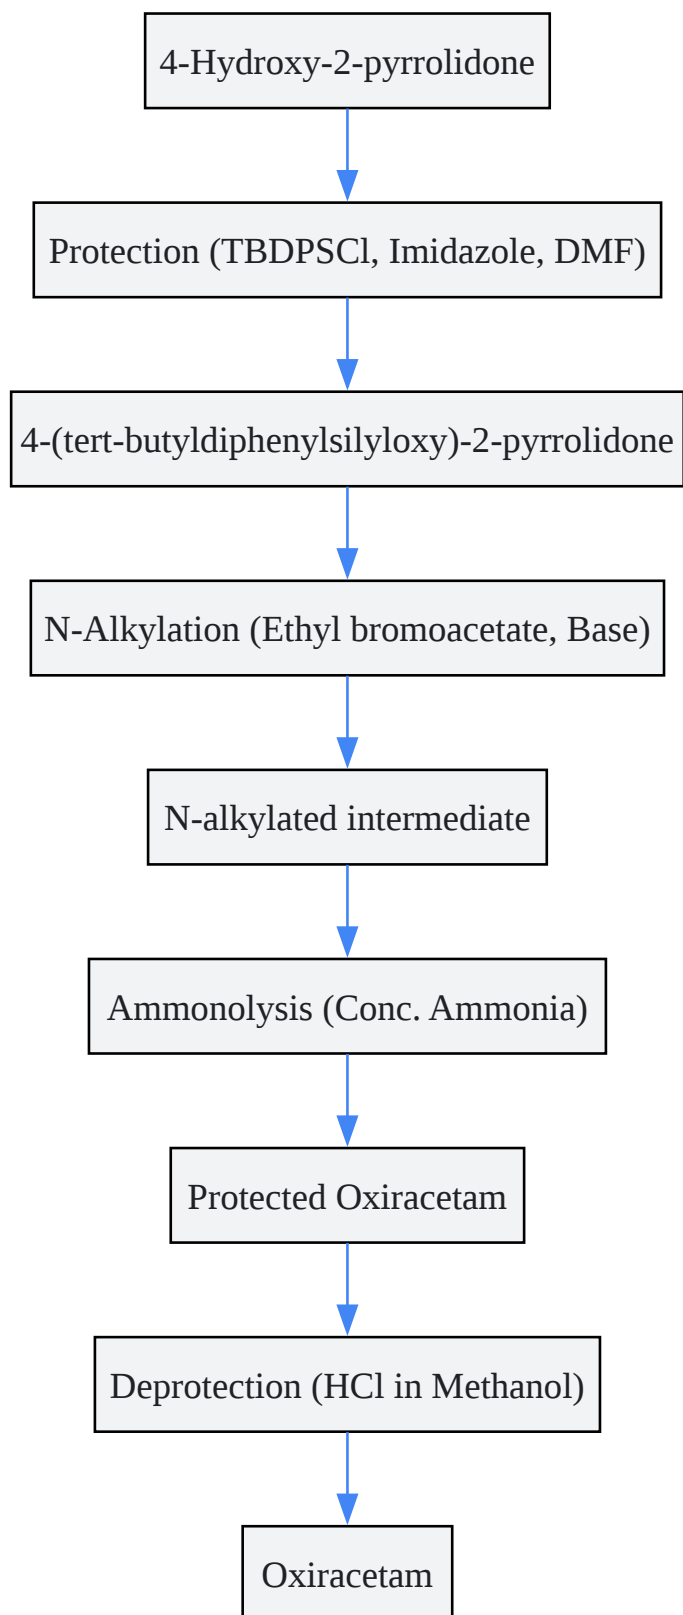 4-Hydroxy-2-pyrrolidone
Protection (TBDPSCl, Imidazole, DMF)
4-(tert-butyldiphenylsilyloxy)-2-pyrrolidone
N-Alkylation (Ethyl bromoacetate, Base)
N-alkylated intermediate
Ammonolysis (Conc. Ammonia)
Protected Oxiracetam
Deprotection (HCl in Methanol)
Oxiracetam